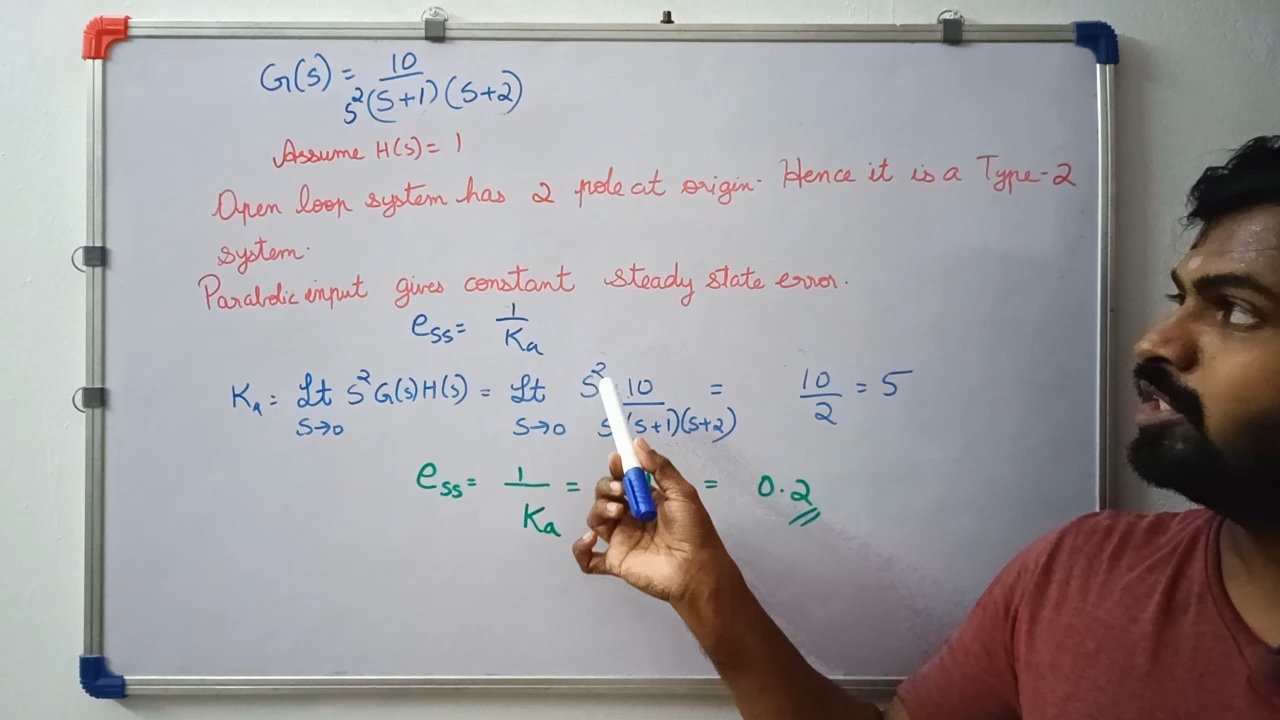 G(s) = 10 / s²(s+1)(s+2)
Assume H(s) = 1
Open loop system has 2 pole at origin. Hence it is a Type-2
system.
Parabolic input gives constant steady state error.
ess = 1/Ka
Ka = Lt s→0 s²G(s)H(s) = Lt s→0 s² 10 / s (s+1)(s+2) = 10/2 = 5
ess = 1/Ka = = 0.2